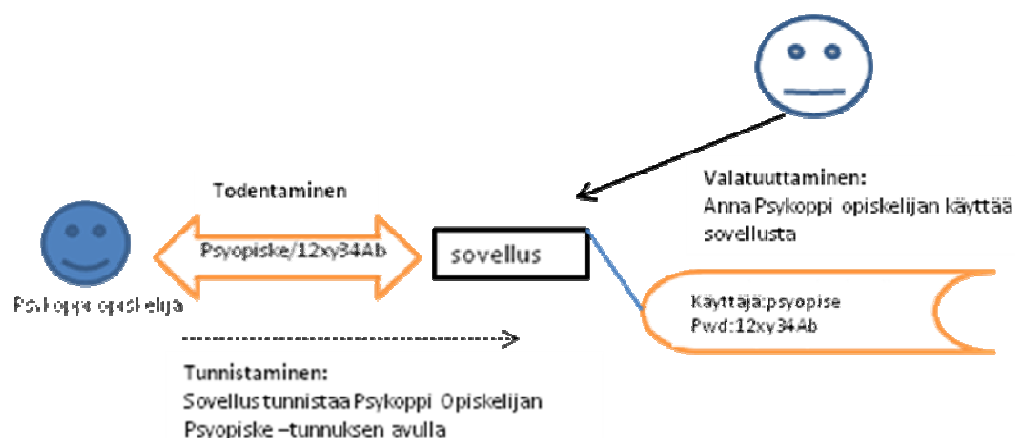 Todentaminen
Psyopiske/12xy34Ab
sovellus
Valatuuttaminen:
Anna Psykoppi opiskelijan käyttää
sovellusta
Psykoppi opiskelija
Käyttäjä:psyopise
Pwd:12xy34Ab
Tunnistaminen:
Sovellus tunnistaa Psykoppi Opiskelijan
Psyopiske –tunnuksen avulla